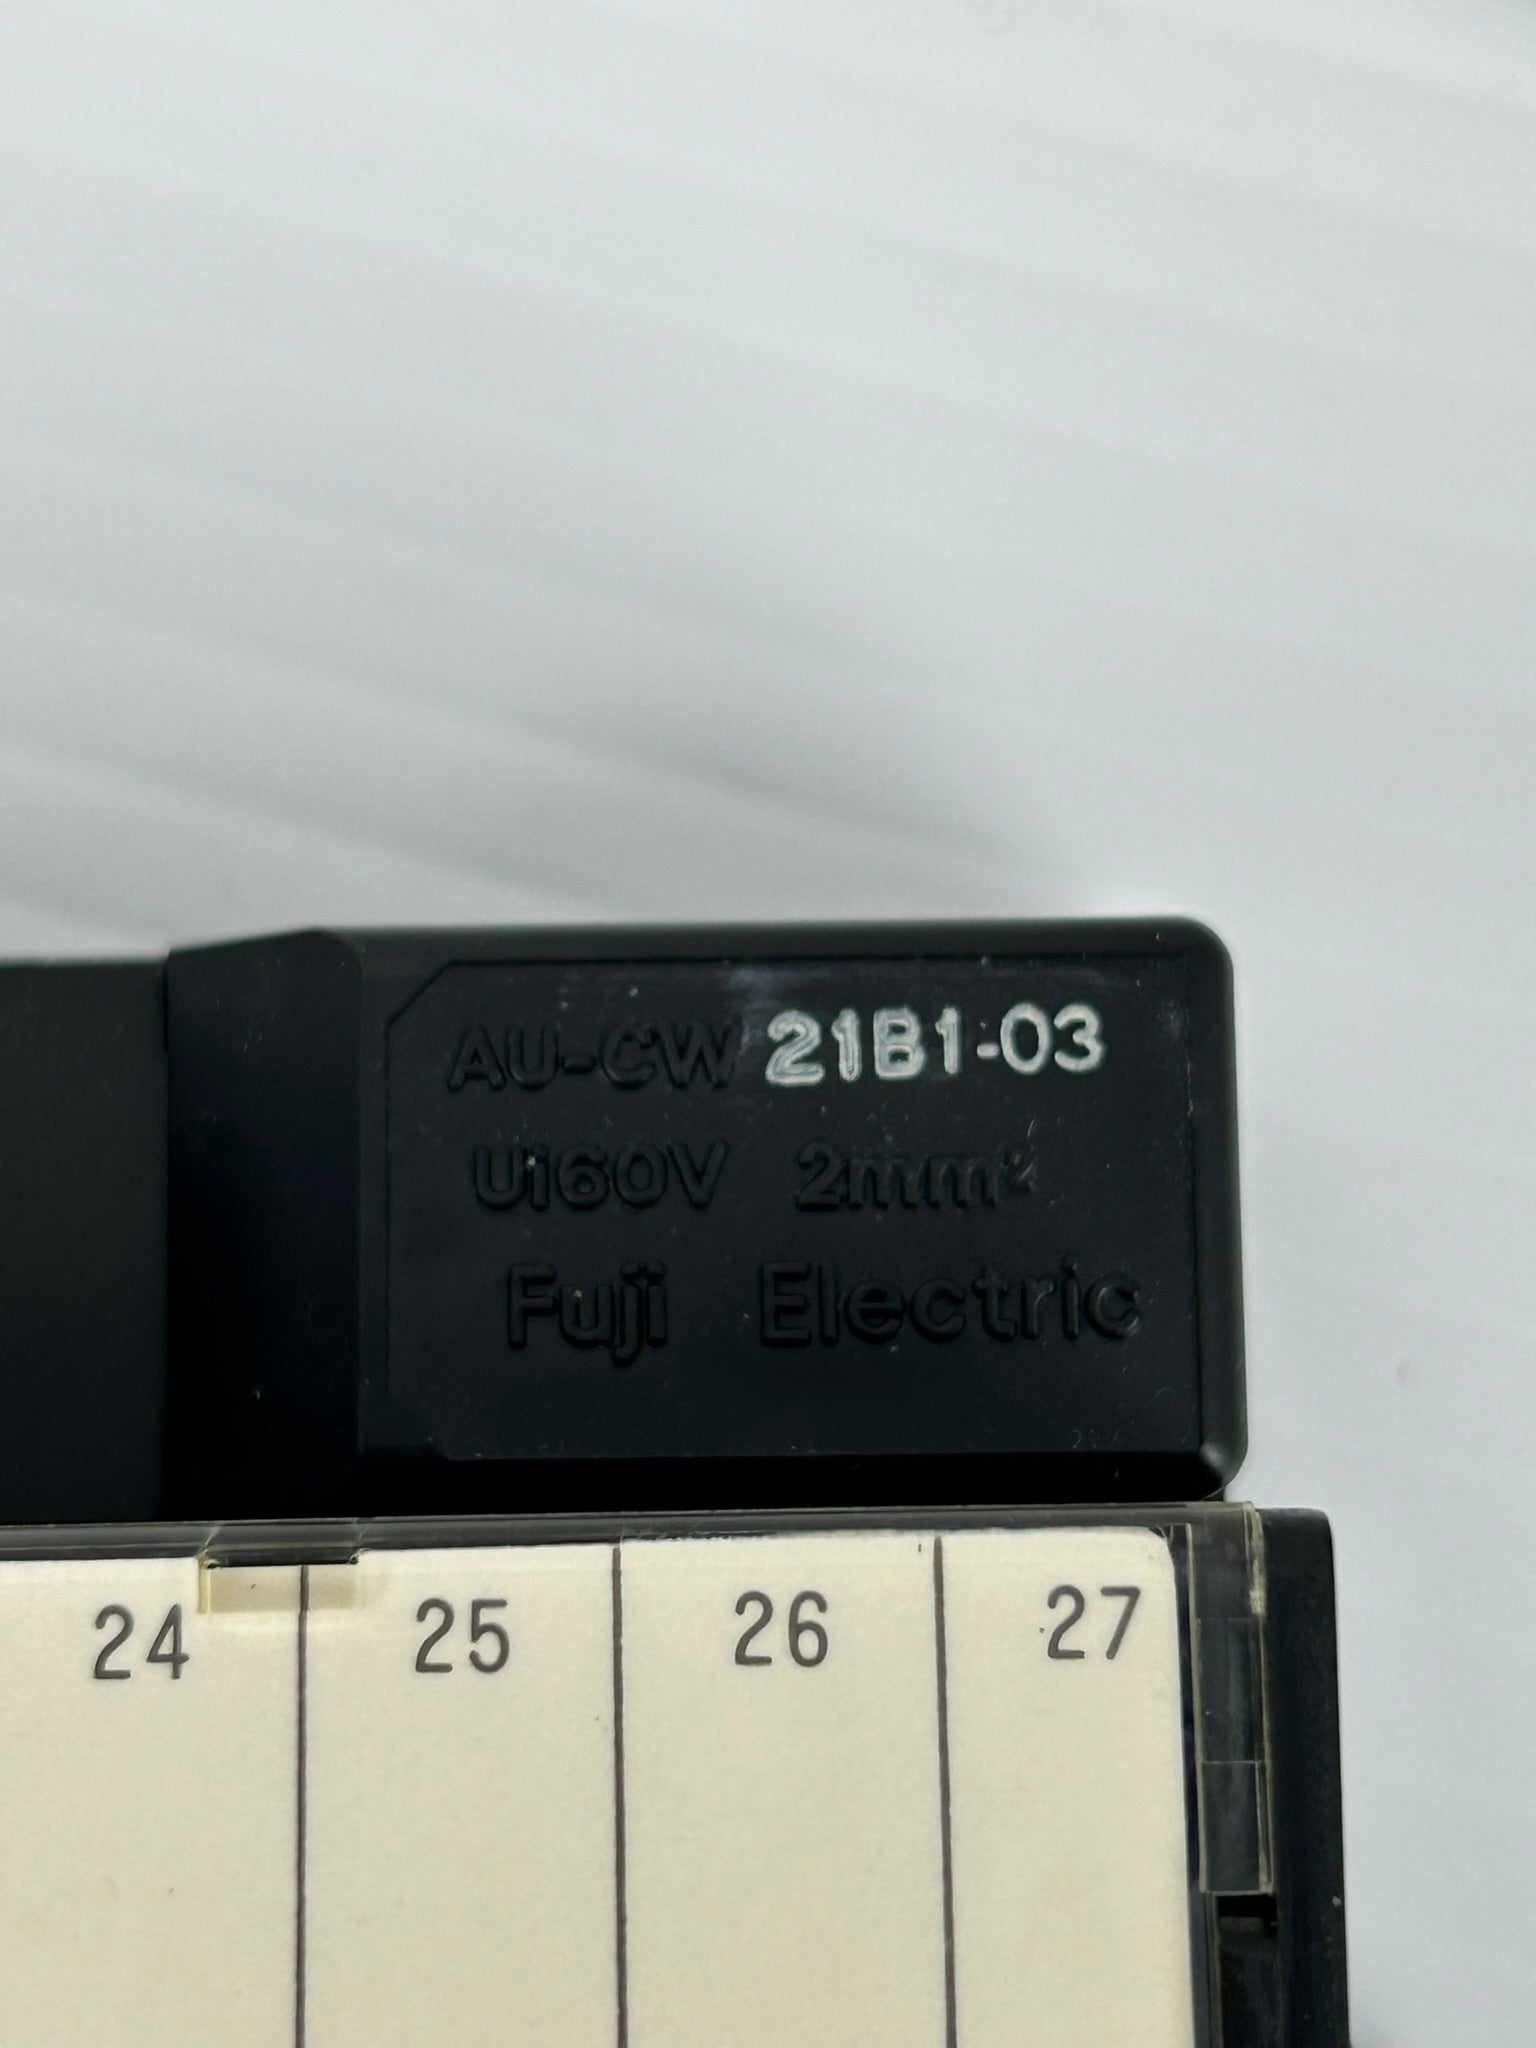 AU-CW 21B1-03
Ui60V 2mm²
Fuji Electric
24 25 26 27